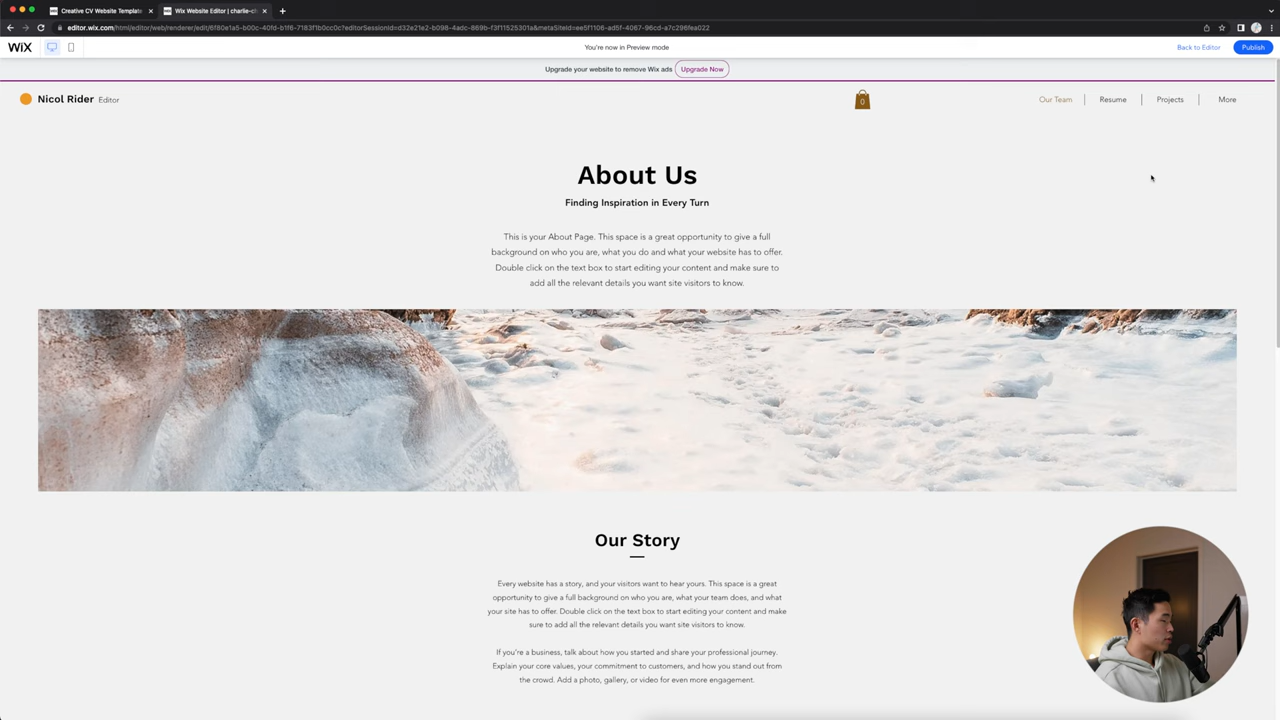 Creative CV Website Template
Wix Website Editor | charlie-ch
editor.wix.com/html/editor/web/renderer/edit/6f80e1a5-b00c-40fd-b1f6-7183f1b0cc0c?editorSessionId=d32e21e2-b098-4adc-869b-f3f11525301a&metaSiteId=ee5f1106-ad5f-4067-96cd-a7c296fea022
WiX
You're now in Preview mode
Back to Editor
Publish
Upgrade your website to remove Wix ads
Upgrade Now
Nicol Rider Editor
0
Our Team
Resume
Projects
More
About Us
Finding Inspiration in Every Turn
This is your About Page. This space is a great opportunity to give a full
background on who you are, what you do and what your website has to offer.
Double click on the text box to start editing your content and make sure to
add all the relevant details you want site visitors to know.
Our Story
Every website has a story, and your visitors want to hear yours. This space is a great
opportunity to give a full background on who you are, what your team does, and what
your site has to offer. Double click on the text box to start editing your content and make
sure to add all the relevant details you want site visitors to know.
If you're a business, talk about how you started and share your professional journey.
Explain your core values, your commitment to customers, and how you stand out from
the crowd. Add a photo, gallery, or video for even more engagement.